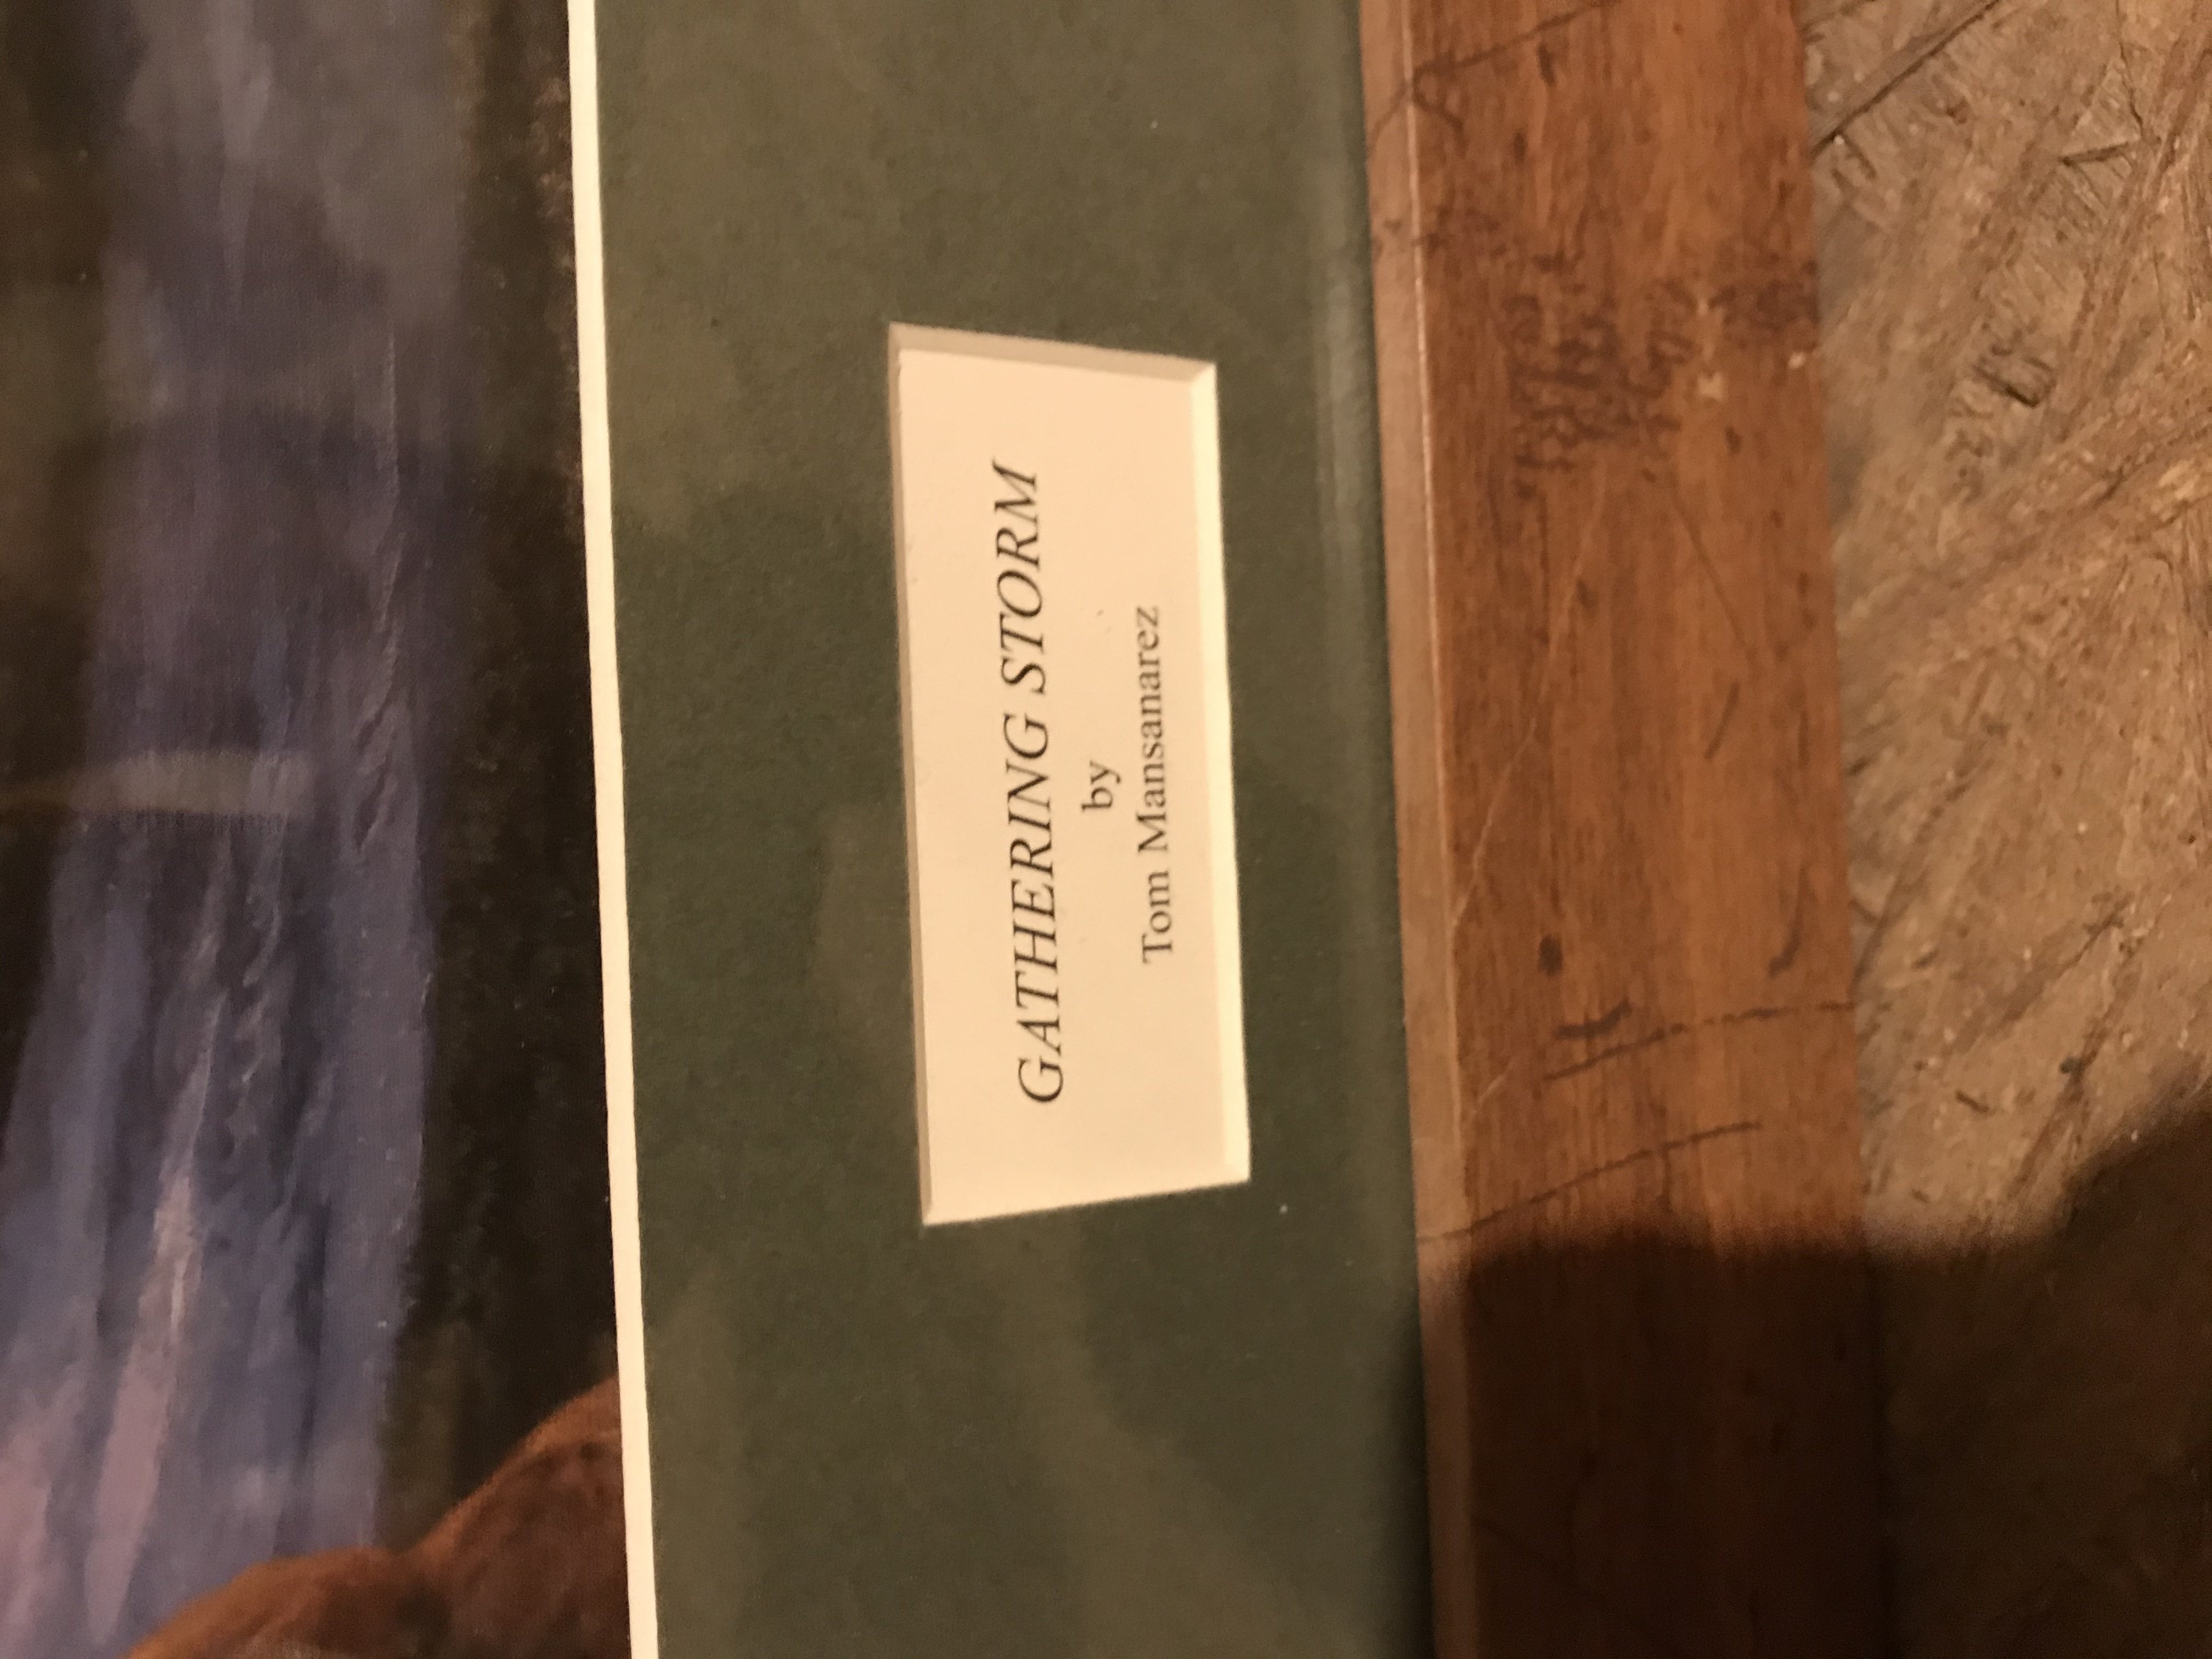 GATHERING STORM
by
Tom Mansanarez